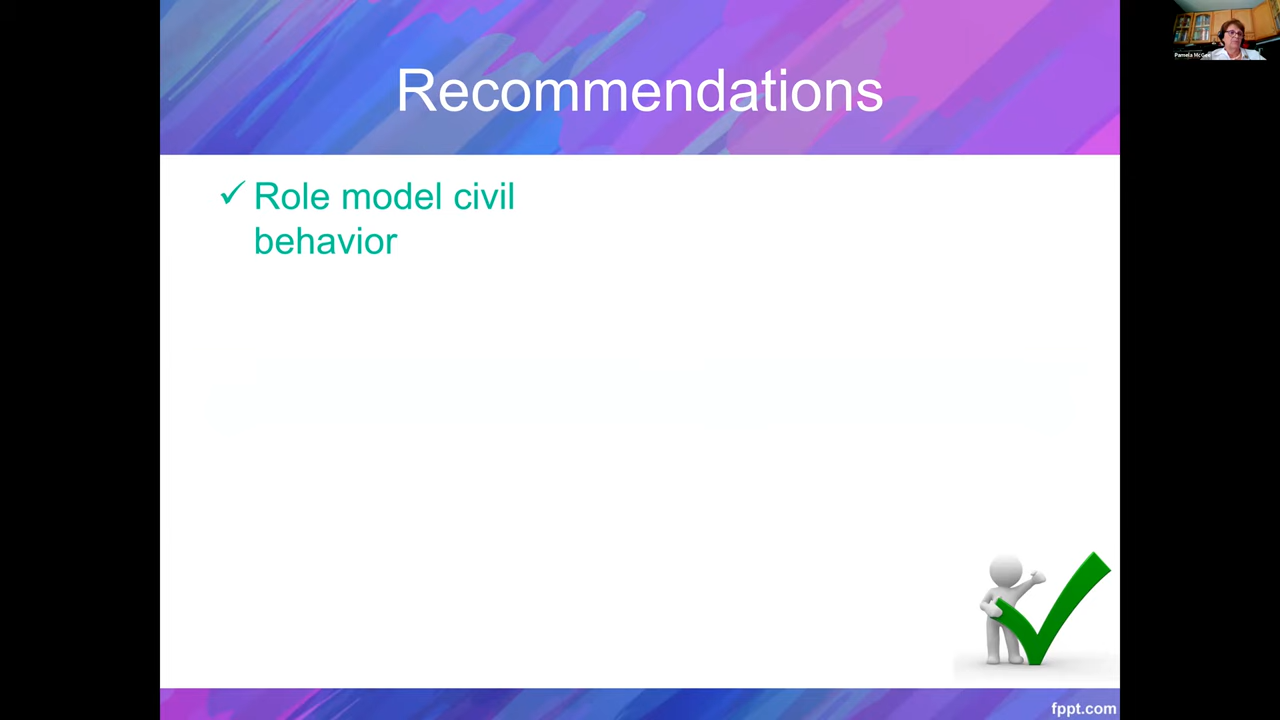 Recommendations
✓ Role model civil
behavior
fppt.com